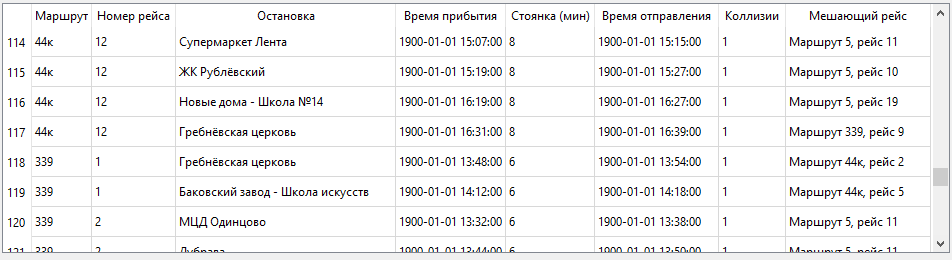 Маршрут Номер рейса Остановка Время прибытия Стоянка (мин) Время отправления Коллизии Мешающий рейс
114 44к 12 Супермаркет Лента 1900-01-01 15:07:00 8 1900-01-01 15:15:00 1 Маршрут 5, рейс 11
115 44к 12 ЖК Рублёвский 1900-01-01 15:19:00 8 1900-01-01 15:27:00 1 Маршрут 5, рейс 10
116 44к 12 Новые дома - Школа №14 1900-01-01 16:19:00 8 1900-01-01 16:27:00 1 Маршрут 5, рейс 19
117 44к 12 Гребнёвская церковь 1900-01-01 16:31:00 8 1900-01-01 16:39:00 1 Маршрут 339, рейс 9
118 339 1 Гребнёвская церковь 1900-01-01 13:48:00 6 1900-01-01 13:54:00 1 Маршрут 44к, рейс 2
119 339 1 Баковский завод - Школа искусств 1900-01-01 14:12:00 6 1900-01-01 14:18:00 1 Маршрут 44к, рейс 5
120 339 2 МЦД Одинцово 1900-01-01 13:32:00 6 1900-01-01 13:38:00 1 Маршрут 5, рейс 11
121 339 2 Дубрава 1900-01-01 13:44:00 6 1900-01-01 13:50:00 1 Маршрут 5, рейс 11